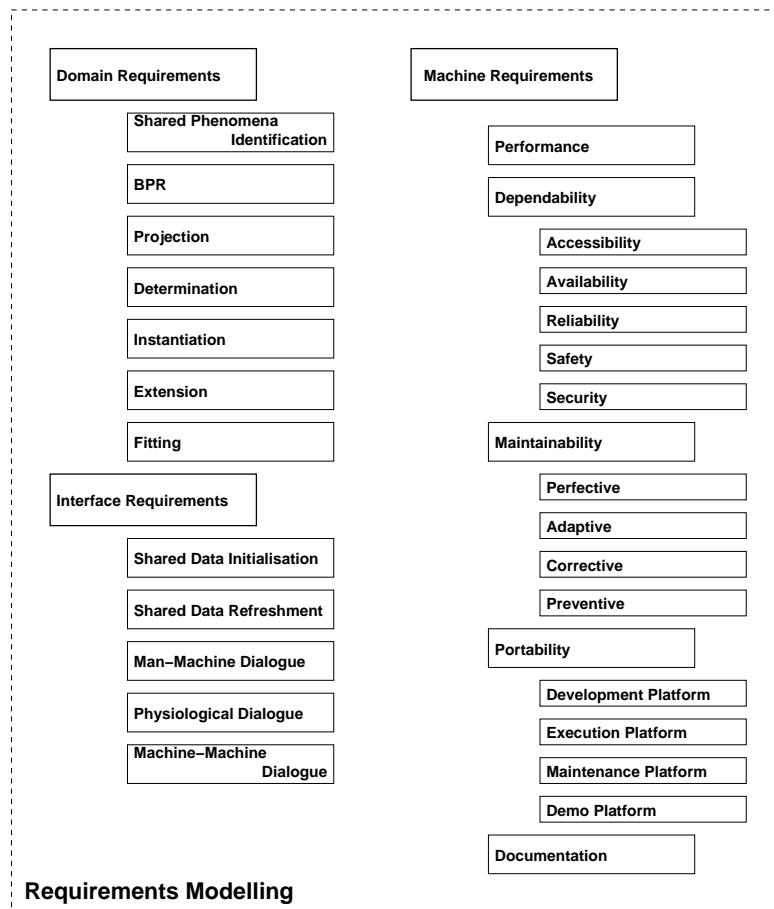 Domain Requirements
Shared Phenomena
Identification
BPR
Projection
Determination
Instantiation
Extension
Fitting
Interface Requirements
Shared Data Initialisation
Shared Data Refreshment
Man−Machine Dialogue
Physiological Dialogue
Machine−Machine
Dialogue
Machine Requirements
Performance
Dependability
Accessibility
Availability
Reliability
Safety
Security
Maintainability
Perfective
Adaptive
Corrective
Preventive
Portability
Development Platform
Execution Platform
Maintenance Platform
Demo Platform
Documentation
Requirements Modelling